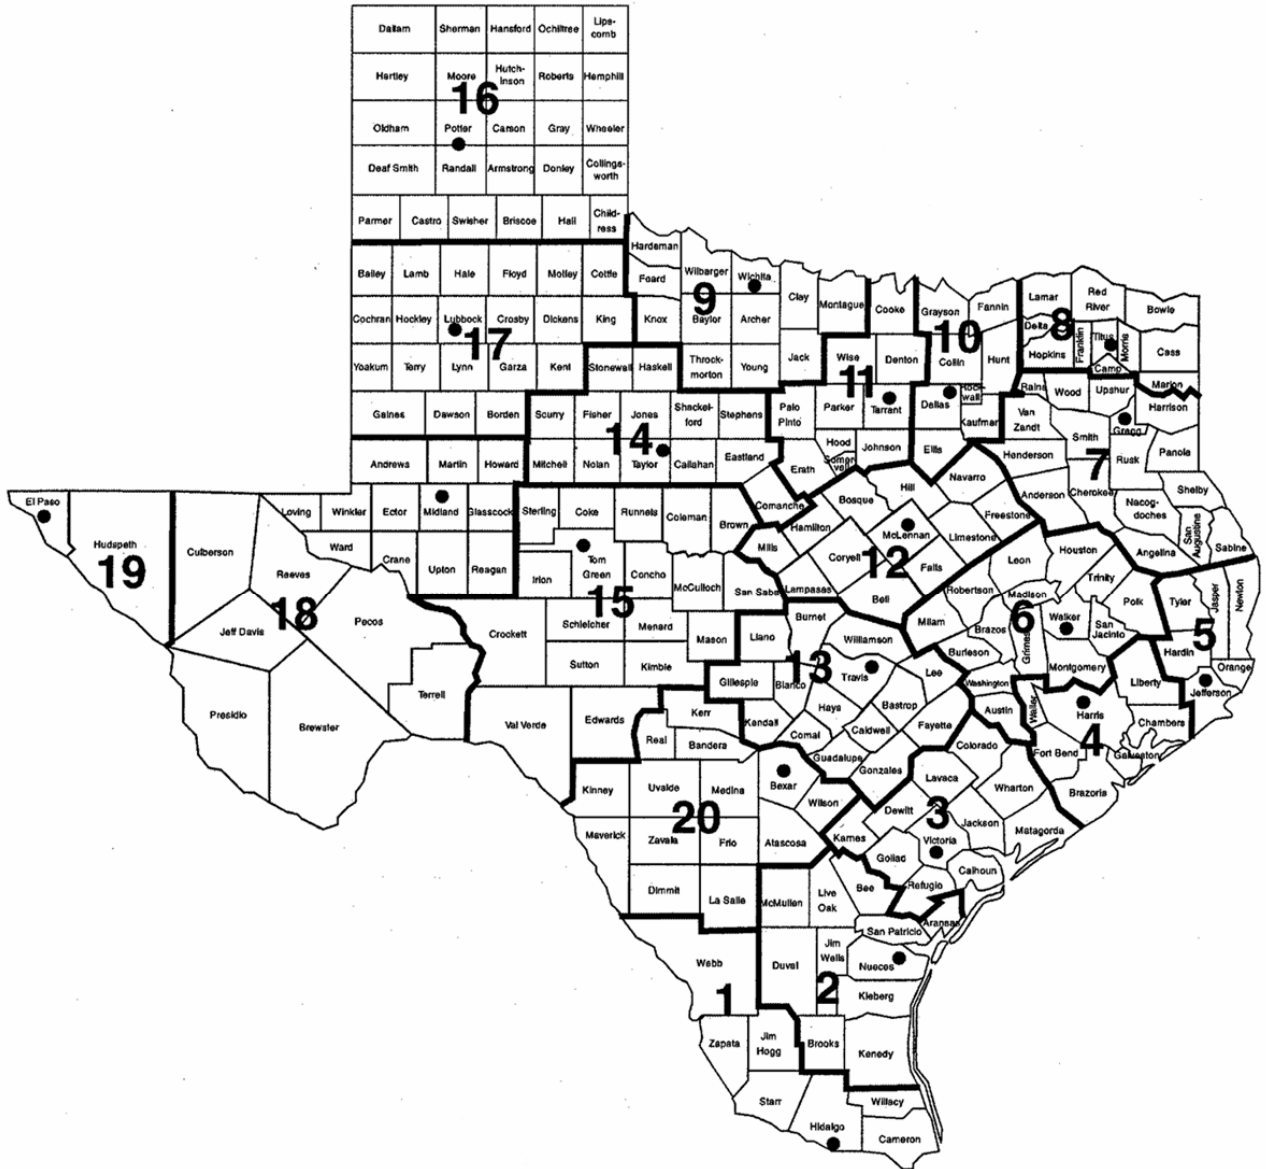 Dallam Sherman Hansford Ochiltree Lips-
comb
Hartley Moore Hutch-
inson Roberts Hemphill
16
Oldham Potter Carson Gray Wheeler
Deaf Smith Randall Armstrong Donley Collings-
worth
Parmer Castro Swisher Briscoe Hall Child-
ress
Hardeman
Bailey Lamb Hale Floyd Motley Cottle Foard Wilbarger Wichita
9
Clay Montague Cooke Grayson Fannin Lamar Red
River Bowie
10
8
Cochran Hockley Lubbock Crosby Dickens King Knox Baylor Archer
17
Delta Hopkins Franklin Titus Morris Cass
Camp
Yoakum Terry Lynn Garza Kent Stonewall Haskell Throck-
morton Young Jack Wise Denton Collin Hunt
11
Rains Wood Upshur Marion
Harrison
Gaines Dawson Borden Scurry Fisher Jones Shackel-
ford Stephens Palo
Pinto Parker Tarrant Dallas Rock-
wall
Kaufman Van
Zandt Smith Gregg
14
7
Andrews Martin Howard Mitchell Nolan Taylor Callahan Eastland Erath Hood Somer-
vell Johnson Ellis Henderson Rusk Panola
El Paso Hudspeth
19
Culberson Loving Winkler Ector Midland Glasscock Sterling Coke Runnels Coleman Brown Comanche
Bosque Hill Navarro Anderson Cherokee Nacog-
doches Shelby
San
Augustine Sabine
Hamilton McLennan Limestone Freestone
Ward Crane Upton Reagan Irion Tom
Green Concho McCulloch San Saba Mills Lampasas Coryell Falls Bell
12
15
Reeves
18
Jeff Davis Pecos
Leon Houston Angelina
Robertson Madison Trinity Polk Tyler Jasper Newton
6
5
Milam Brazos Grimes Walker San
Jacinto Hardin Orange
Crockett Schleicher Menard Mason Llano Burnet Williamson Burleson Montgomery Liberty Jefferson
13
Sutton Kimble Gillespie Blanco Travis Lee Washington
Presidio Brewster Terrell
Val Verde Edwards Kerr Kendall Hays Bastrop Austin Waller Harris Chambers
4
Real Bandera Comal Caldwell Fayette Colorado Fort Bend Galveston
Guadalupe Gonzales Lavaca Wharton Brazoria
Kinney Uvalde Medina Bexar Wilson Dewitt Jackson Matagorda
20
3
Maverick Zavala Frio Atascosa Karnes Victoria
Goliad Calhoun
Dimmit La Salle McMullen Live
Oak Bee Refugio
Aransas
San Patricio
Webb Duval Jim
Wells Nueces
1
2
Kleberg
Zapata Jim
Hogg Brooks Kenedy
Starr Willacy
Hidalgo Cameron